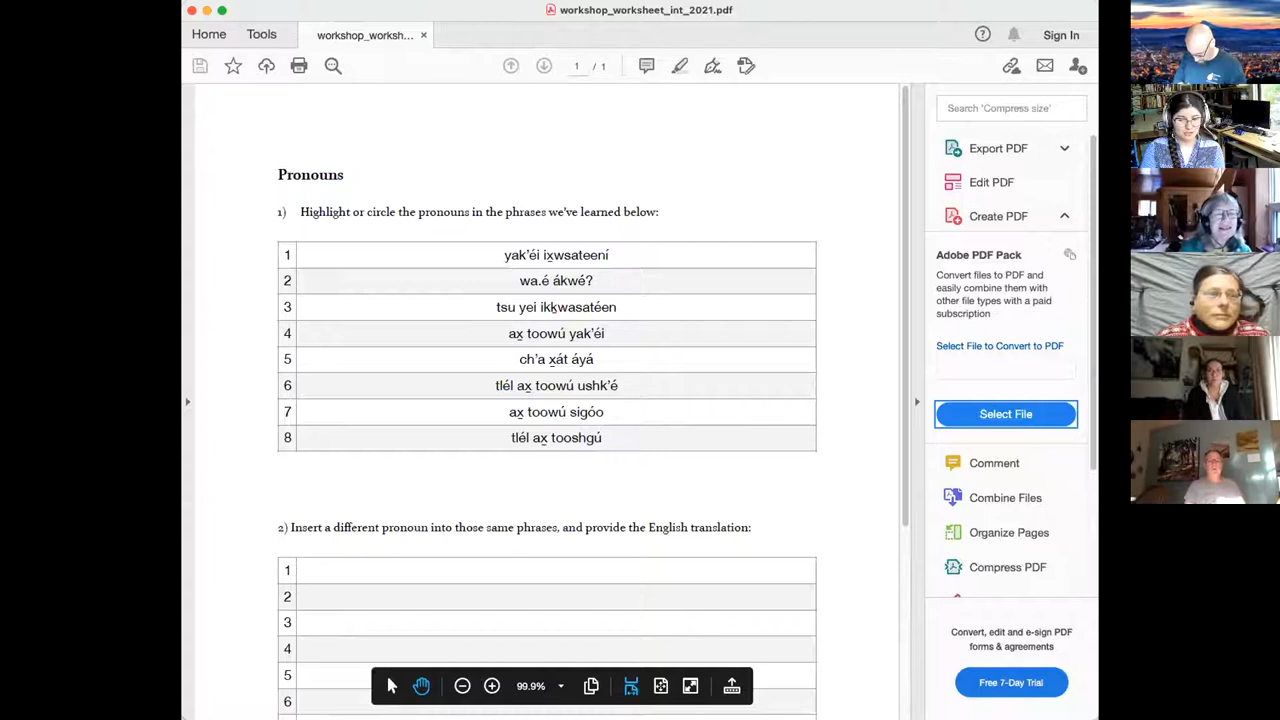 workshop_worksheet_int_2021.pdf
Home Tools workshop_worksh... × Sign In
1 / 1
Search 'Compress size'
Export PDF
Edit PDF
Create PDF
Adobe PDF Pack
Convert files to PDF and
easily combine them with
other file types with a paid
subscription
Select File to Convert to PDF
Select File
Comment
Combine Files
Organize Pages
Compress PDF
Convert, edit and e-sign PDF
forms & agreements
Free 7-Day Trial
Pronouns
1) Highlight or circle the pronouns in the phrases we've learned below:
1 yak'éi ix̱wsateení
2 wa.é ákwé?
3 tsu yei iḵḵwasatéen
4 ax̱ toowú yak'éi
5 ch'a x̱át áyá
6 tlél ax̱ toowú ushk'é
7 ax̱ toowú sigóo
8 tlél ax̱ tooshgú
2) Insert a different pronoun into those same phrases, and provide the English translation:
1
2
3
4
5
6
99.9%